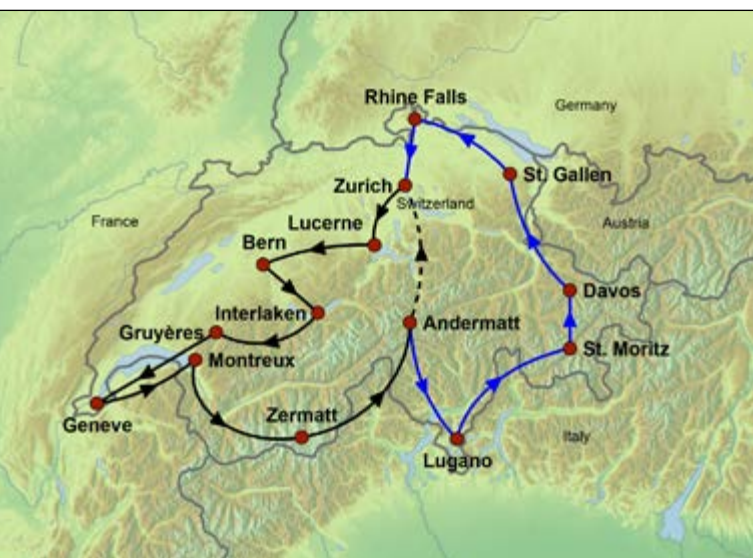 Rhine Falls
Germany
St. Gallen
Zurich
Switzerland
France
Lucerne
Austria
Bern
Davos
Interlaken
Andermatt
Gruyères
St. Moritz
Montreux
Geneve
Zermatt
Italy
Lugano